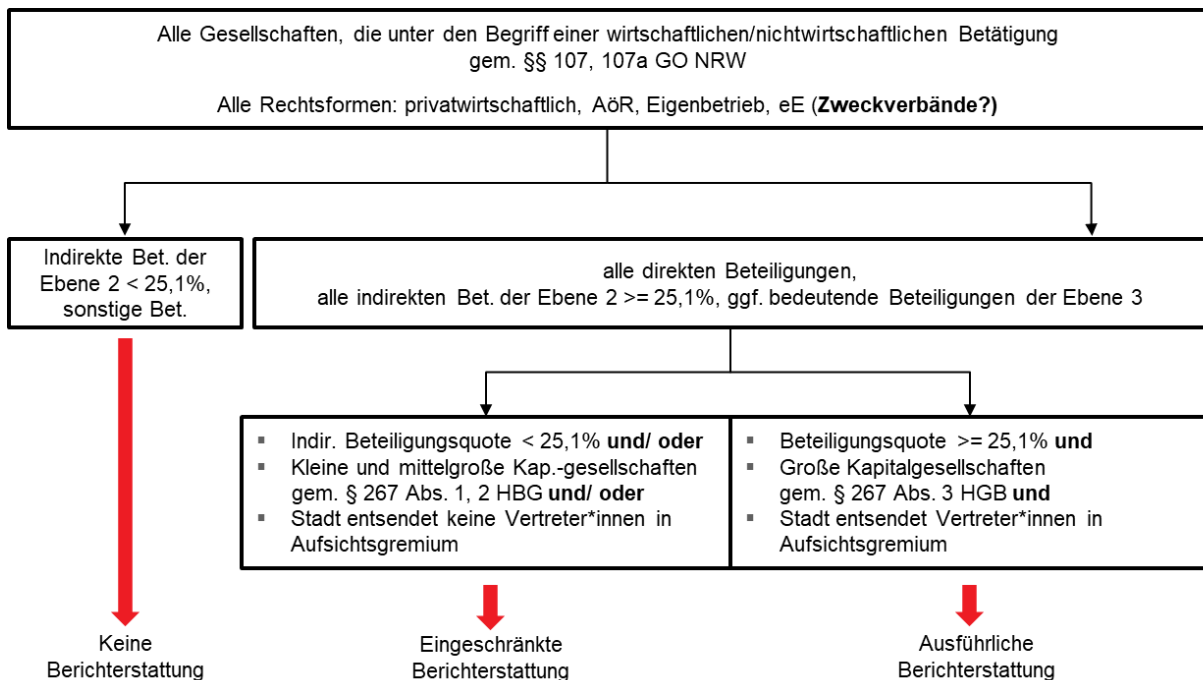 Alle Gesellschaften, die unter den Begriff einer wirtschaftlichen/nichtwirtschaftlichen Betätigung
gem. §§ 107, 107a GO NRW
Alle Rechtsformen: privatwirtschaftlich, AöR, Eigenbetrieb, eE (Zweckverbände?)
Indirekte Bet. der
Ebene 2 < 25,1%,
sonstige Bet.
alle direkten Beteiligungen,
alle indirekten Bet. der Ebene 2 >= 25,1%, ggf. bedeutende Beteiligungen der Ebene 3
▪ Indir. Beteiligungsquote < 25,1% und/ oder
▪ Kleine und mittelgroße Kap.-gesellschaften
gem. § 267 Abs. 1, 2 HBG und/ oder
▪ Stadt entsendet keine Vertreter*innen in
Aufsichtsgremium
▪ Beteiligungsquote >= 25,1% und
▪ Große Kapitalgesellschaften
gem. § 267 Abs. 3 HGB und
▪ Stadt entsendet Vertreter*innen in
Aufsichtsgremium
Keine
Berichterstattung
Eingeschränkte
Berichterstattung
Ausführliche
Berichterstattung